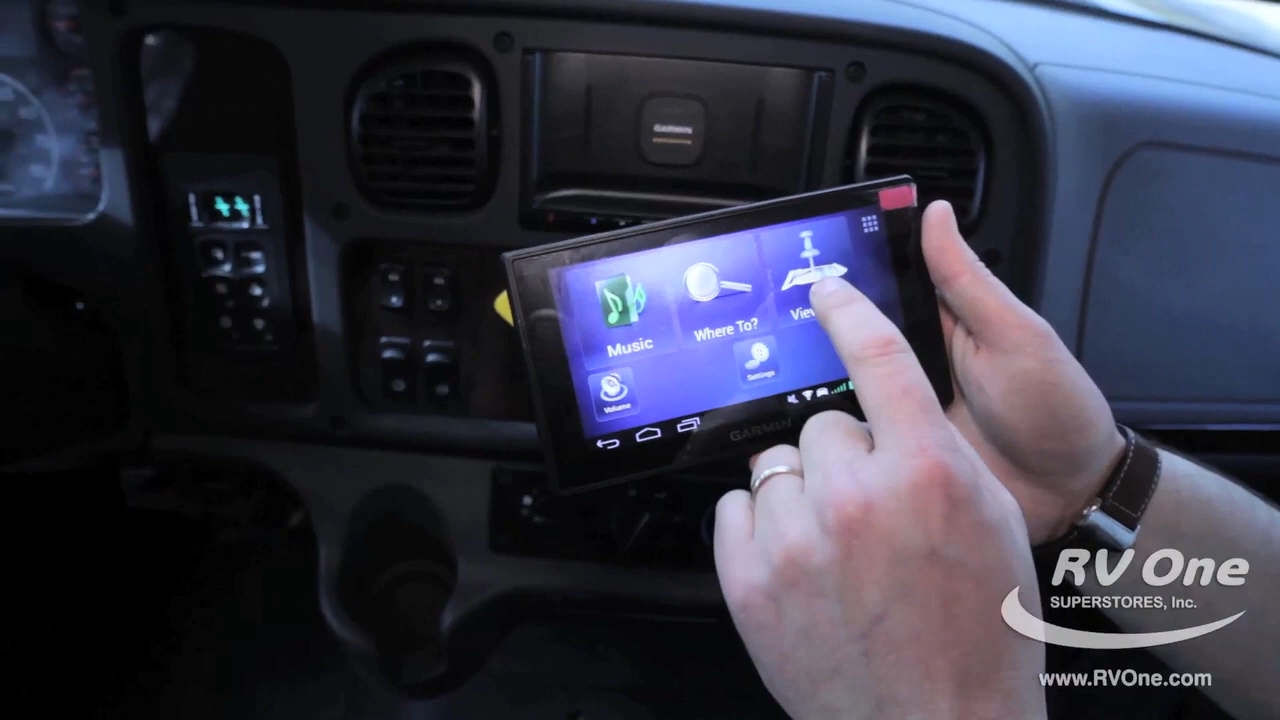 GARMIN
Music
Where To?
Volume
Settings
GARMIN
RV One
SUPERSTORES, Inc.
www.RVOne.com